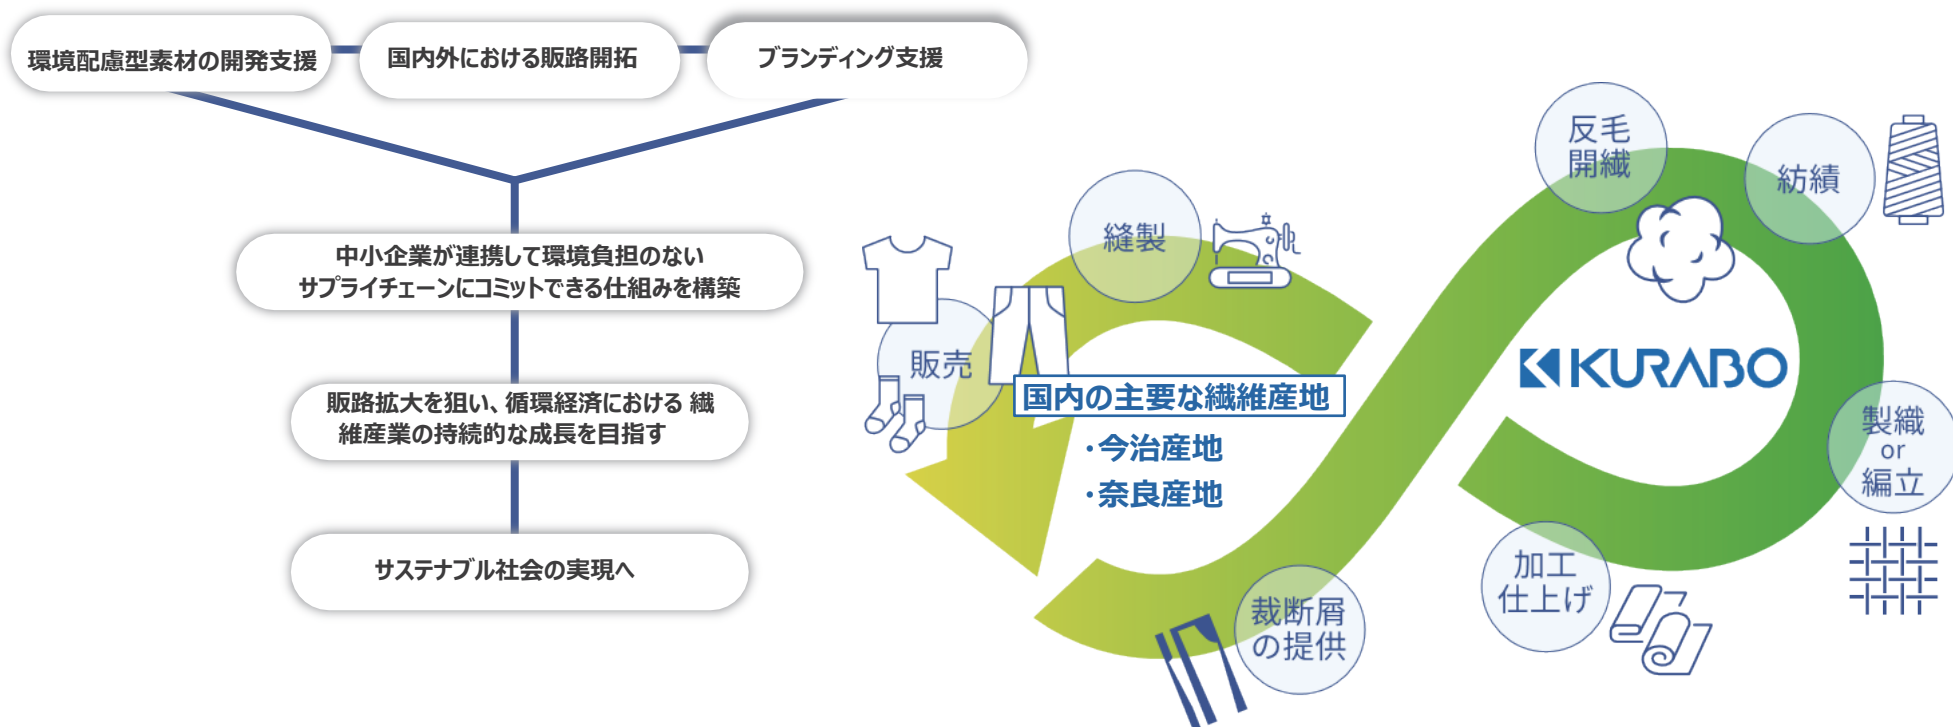 環境配慮型素材の開発支援
国内外における販路開拓
ブランディング支援
中小企業が連携して環境負担のない
サプライチェーンにコミットできる仕組みを構築
販路拡大を狙い、循環経済における 繊
維産業の持続的な成長を目指す
サステナブル社会の実現へ
反毛
開繊
紡績
縫製
販売
KURABO
国内の主要な繊維産地
・今治産地
・奈良産地
製織
or
編立
加工
仕上げ
裁断屑
の提供